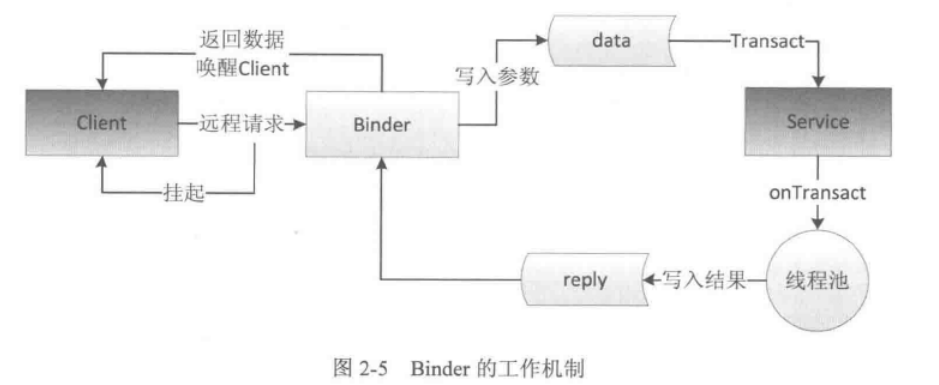 返回数据
唤醒Client
data
Transact
写入参数
Client
远程请求
Binder
Service
挂起
onTransact
reply
写入结果
线程池
图 2-5 Binder 的工作机制